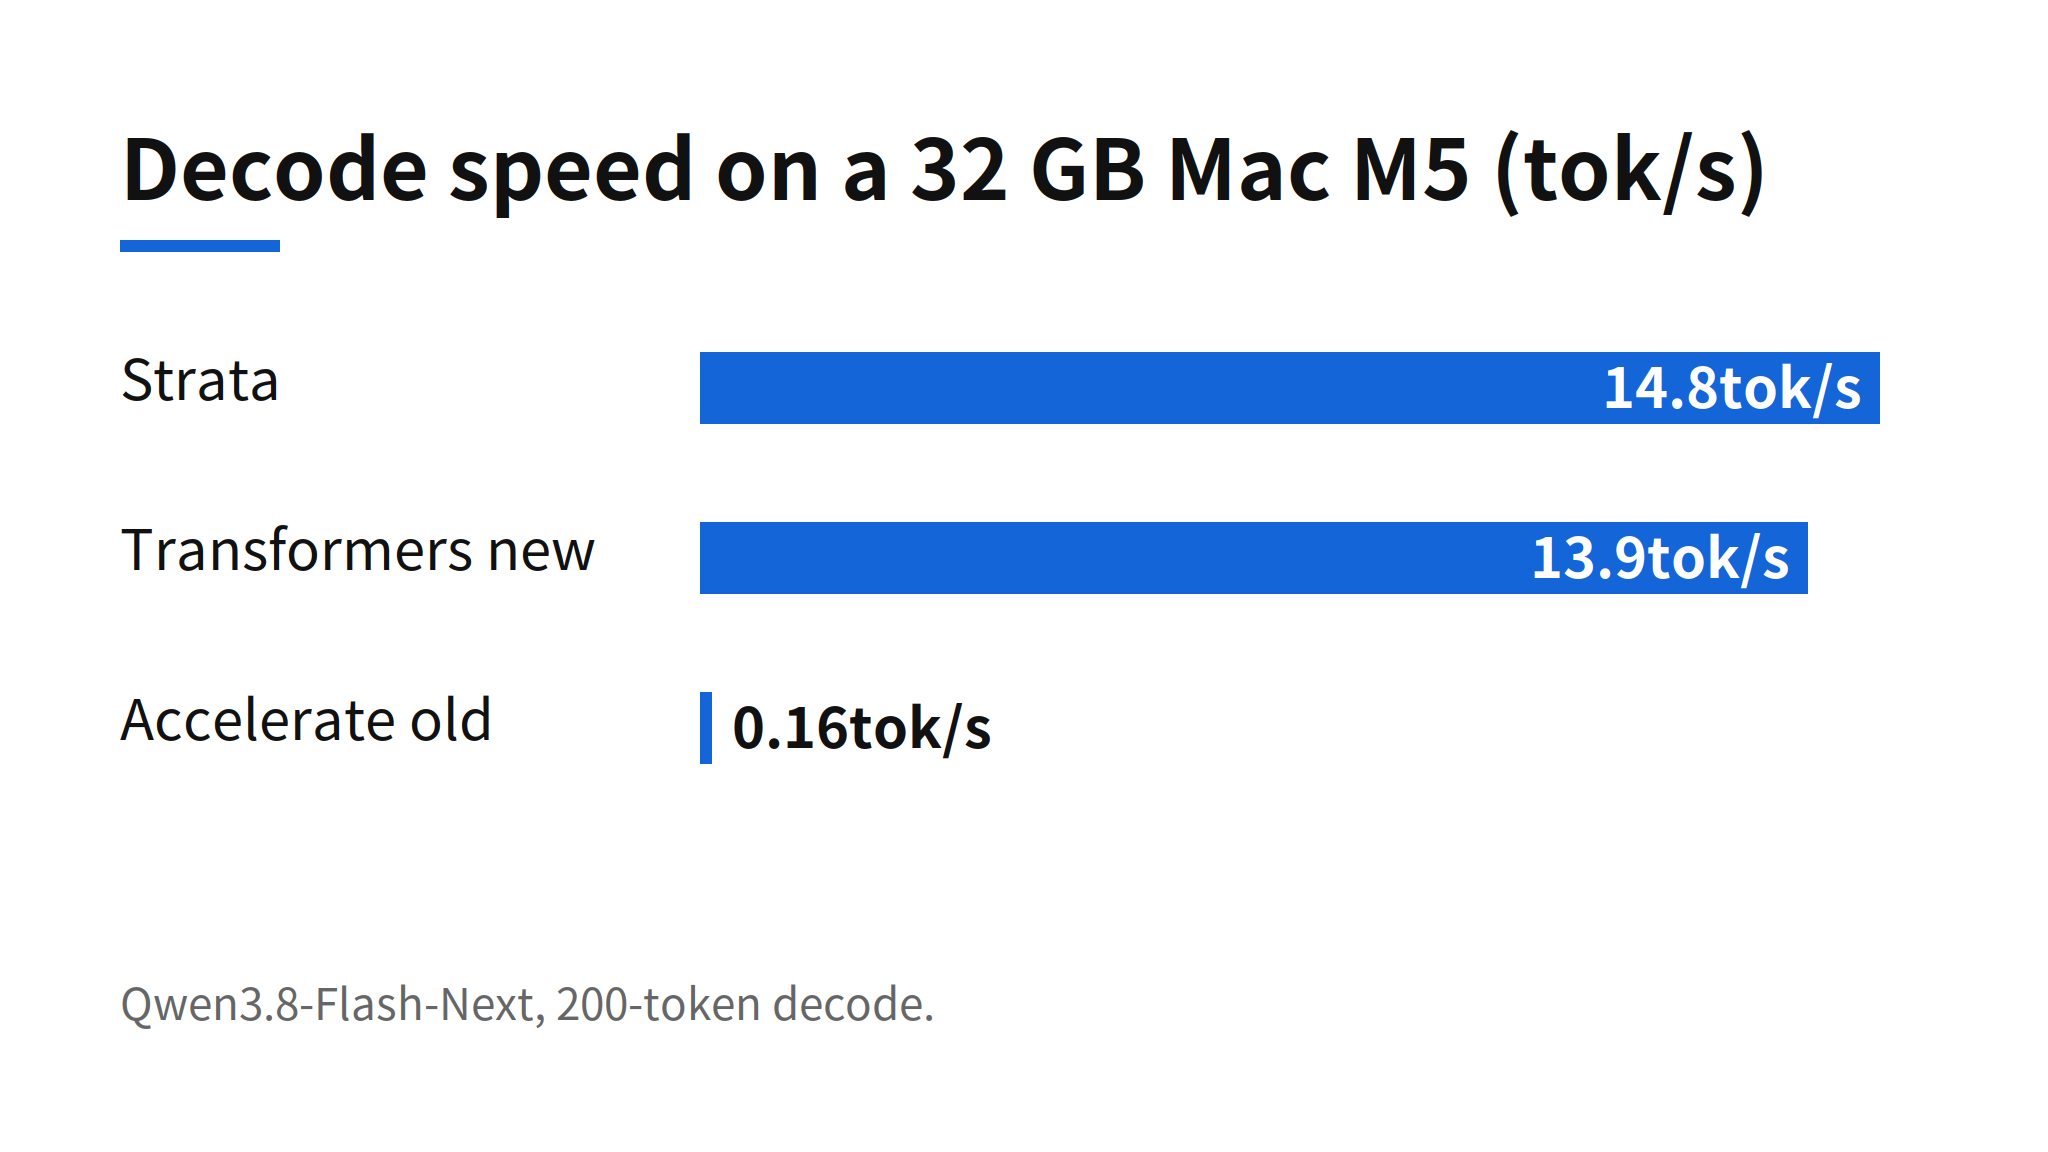 Decode speed on a 32 GB Mac M5 (tok/s)
Strata
14.8tok/s
Transformers new
13.9tok/s
Accelerate old
0.16tok/s
Qwen3.8-Flash-Next, 200-token decode.